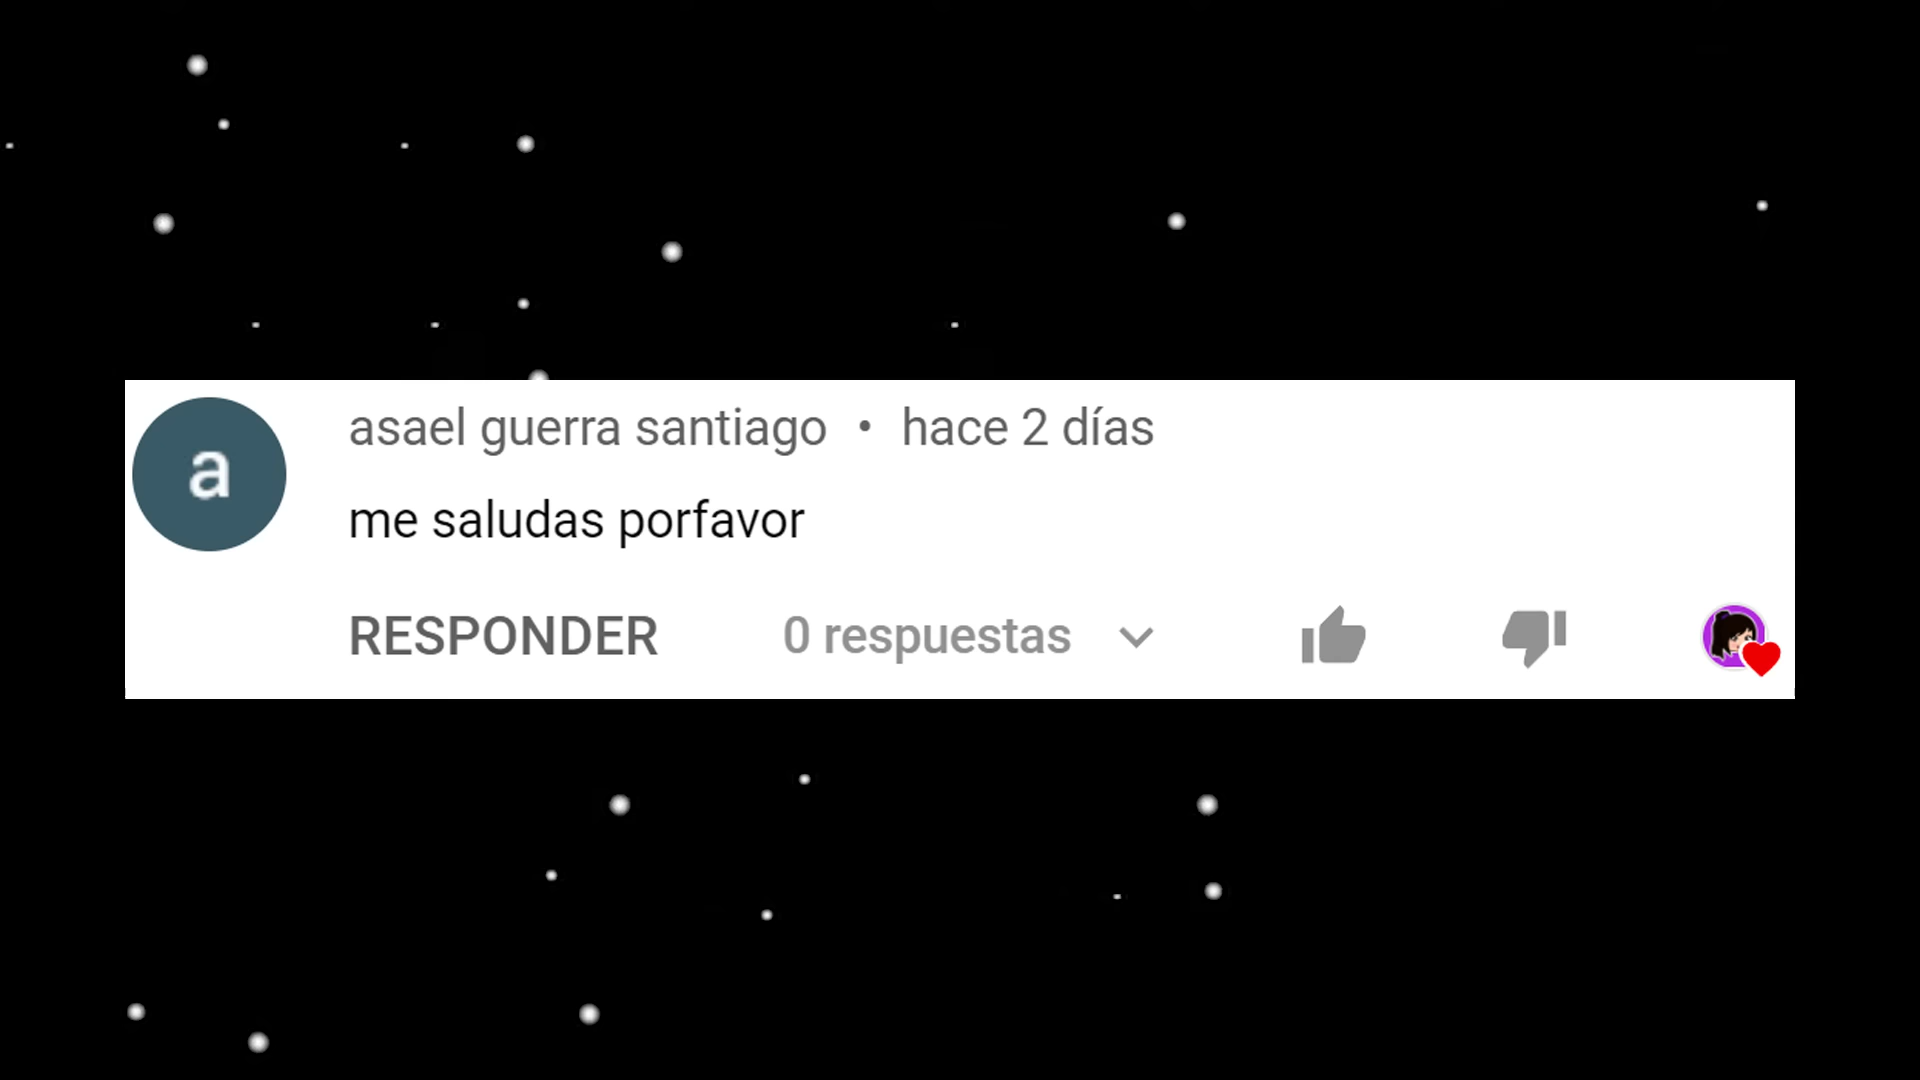 a
asael guerra santiago • hace 2 días
me saludas porfavor
RESPONDER 0 respuestas